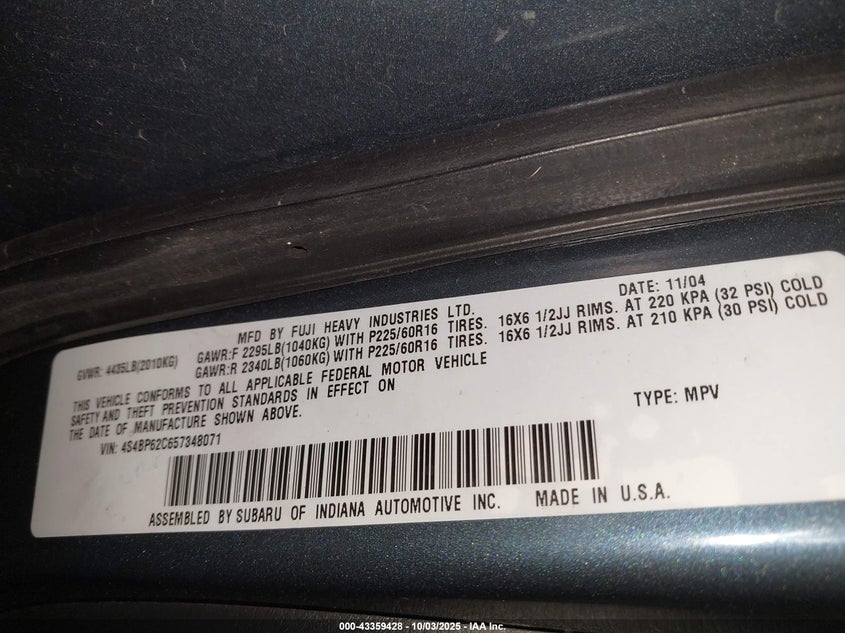 MFD BY FUJI HEAVY INDUSTRIES LTD. DATE: 11/04
GVWR: 4435LB(2010KG) GAWR:F 2295LB(1040KG) WITH P225/60R16 TIRES. 16X6 1/2JJ RIMS. AT 220 KPA (32 PSI) COLD
GAWR:R 2340LB(1060KG) WITH P225/60R16 TIRES. 16X6 1/2JJ RIMS. AT 210 KPA (30 PSI) COLD
THIS VEHICLE CONFORMS TO ALL APPLICABLE FEDERAL MOTOR VEHICLE
SAFETY AND THEFT PREVENTION STANDARDS IN EFFECT ON
THE DATE OF MANUFACTURE SHOWN ABOVE. TYPE: MPV
VIN: 4S4BP62C657348071
ASSEMBLED BY SUBARU OF INDIANA AUTOMOTIVE INC. MADE IN U.S.A.
000-43359428 - 10/03/2025 - IAA Inc.